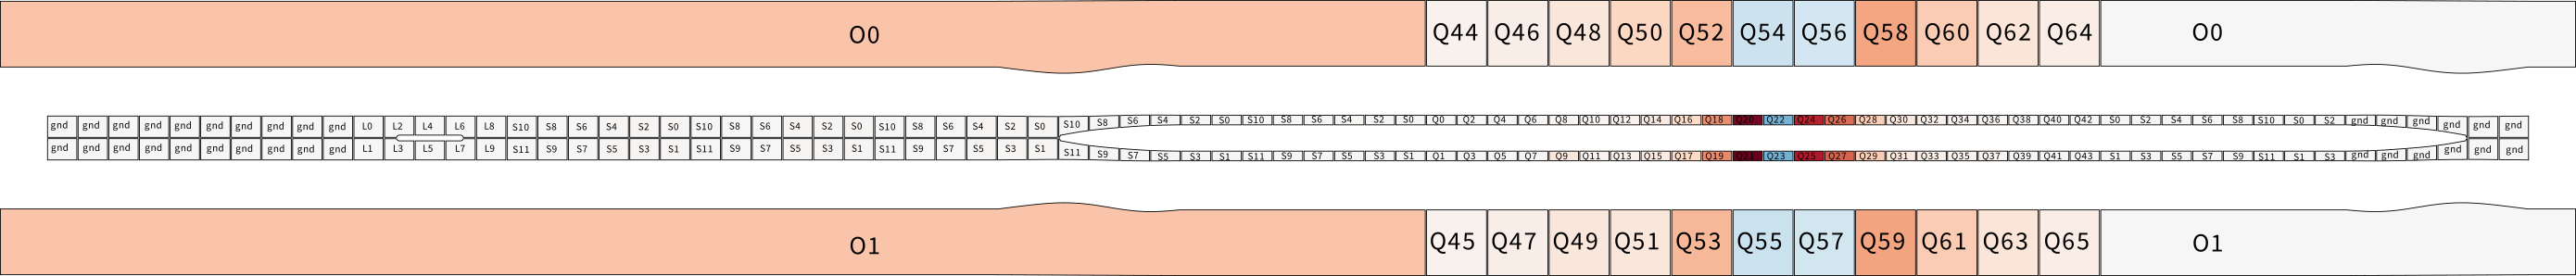 O0 Q44 Q46 Q48 Q50 Q52 Q54 Q56 Q58 Q60 Q62 Q64 O0
gnd gnd gnd gnd gnd gnd gnd gnd gnd gnd L0 L2 L4 L6 L8 S10 S8 S6 S4 S2 S0 S10 S8 S6 S4 S2 S0 S10 S8 S6 S4 S2 S0 S10 S8 S6 S4 S2 S0 S10 S8 S6 S4 S2 S0 Q0 Q2 Q4 Q6 Q8 Q10 Q12 Q14 Q16 Q18 Q20 Q22 Q24 Q26 Q28 Q30 Q32 Q34 Q36 Q38 Q40 Q42 S0 S2 S4 S6 S8 S10 S0 S2 gnd gnd gnd gnd gnd gnd
gnd gnd gnd gnd gnd gnd gnd gnd gnd gnd L1 L3 L5 L7 L9 S11 S9 S7 S5 S3 S1 S11 S9 S7 S5 S3 S1 S11 S9 S7 S5 S3 S1 S11 S9 S7 S5 S3 S1 S11 S9 S7 S5 S3 S1 Q1 Q3 Q5 Q7 Q9 Q11 Q13 Q15 Q17 Q19 Q21 Q23 Q25 Q27 Q29 Q31 Q33 Q35 Q37 Q39 Q41 Q43 S1 S3 S5 S7 S9 S11 S1 S3 gnd gnd gnd gnd gnd gnd
O1 Q45 Q47 Q49 Q51 Q53 Q55 Q57 Q59 Q61 Q63 Q65 O1